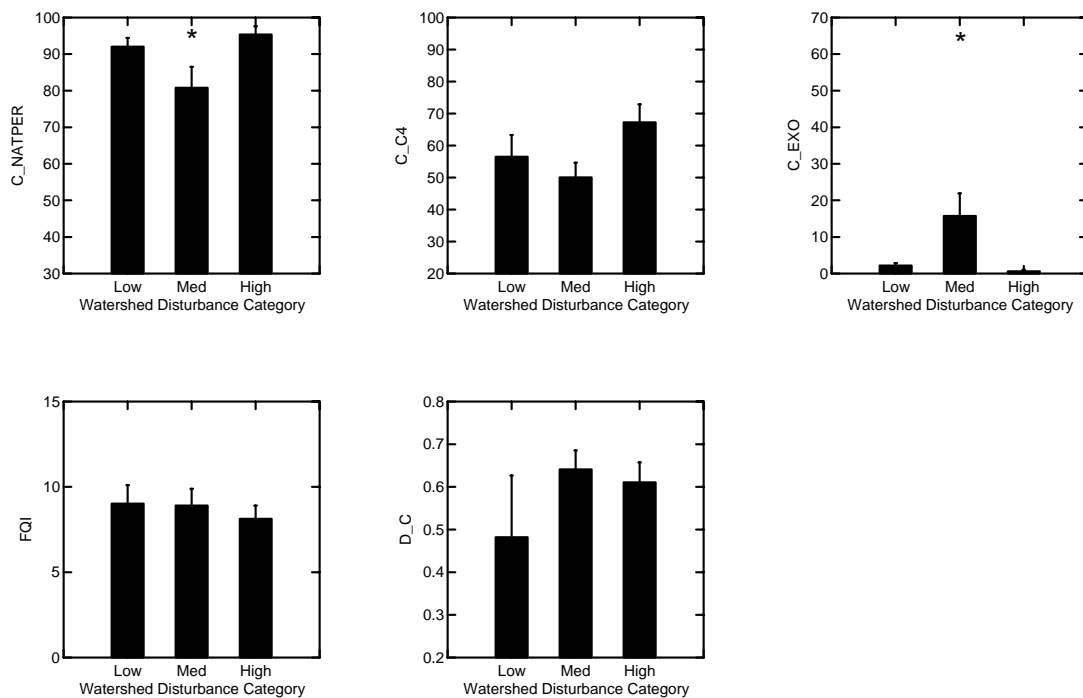 100
90
80
70
60
50
40
30
C_NATPER
*
Low Med High
Watershed Disturbance Category
100
90
80
70
60
50
40
30
20
C_C4
Low Med High
Watershed Disturbance Category
70
60
50
40
30
20
10
0
C_EXO
*
Low Med High
Watershed Disturbance Category
15
10
5
0
FQI
Low Med High
Watershed Disturbance Category
0.8
0.7
0.6
0.5
0.4
0.3
0.2
D_C
Low Med High
Watershed Disturbance Category